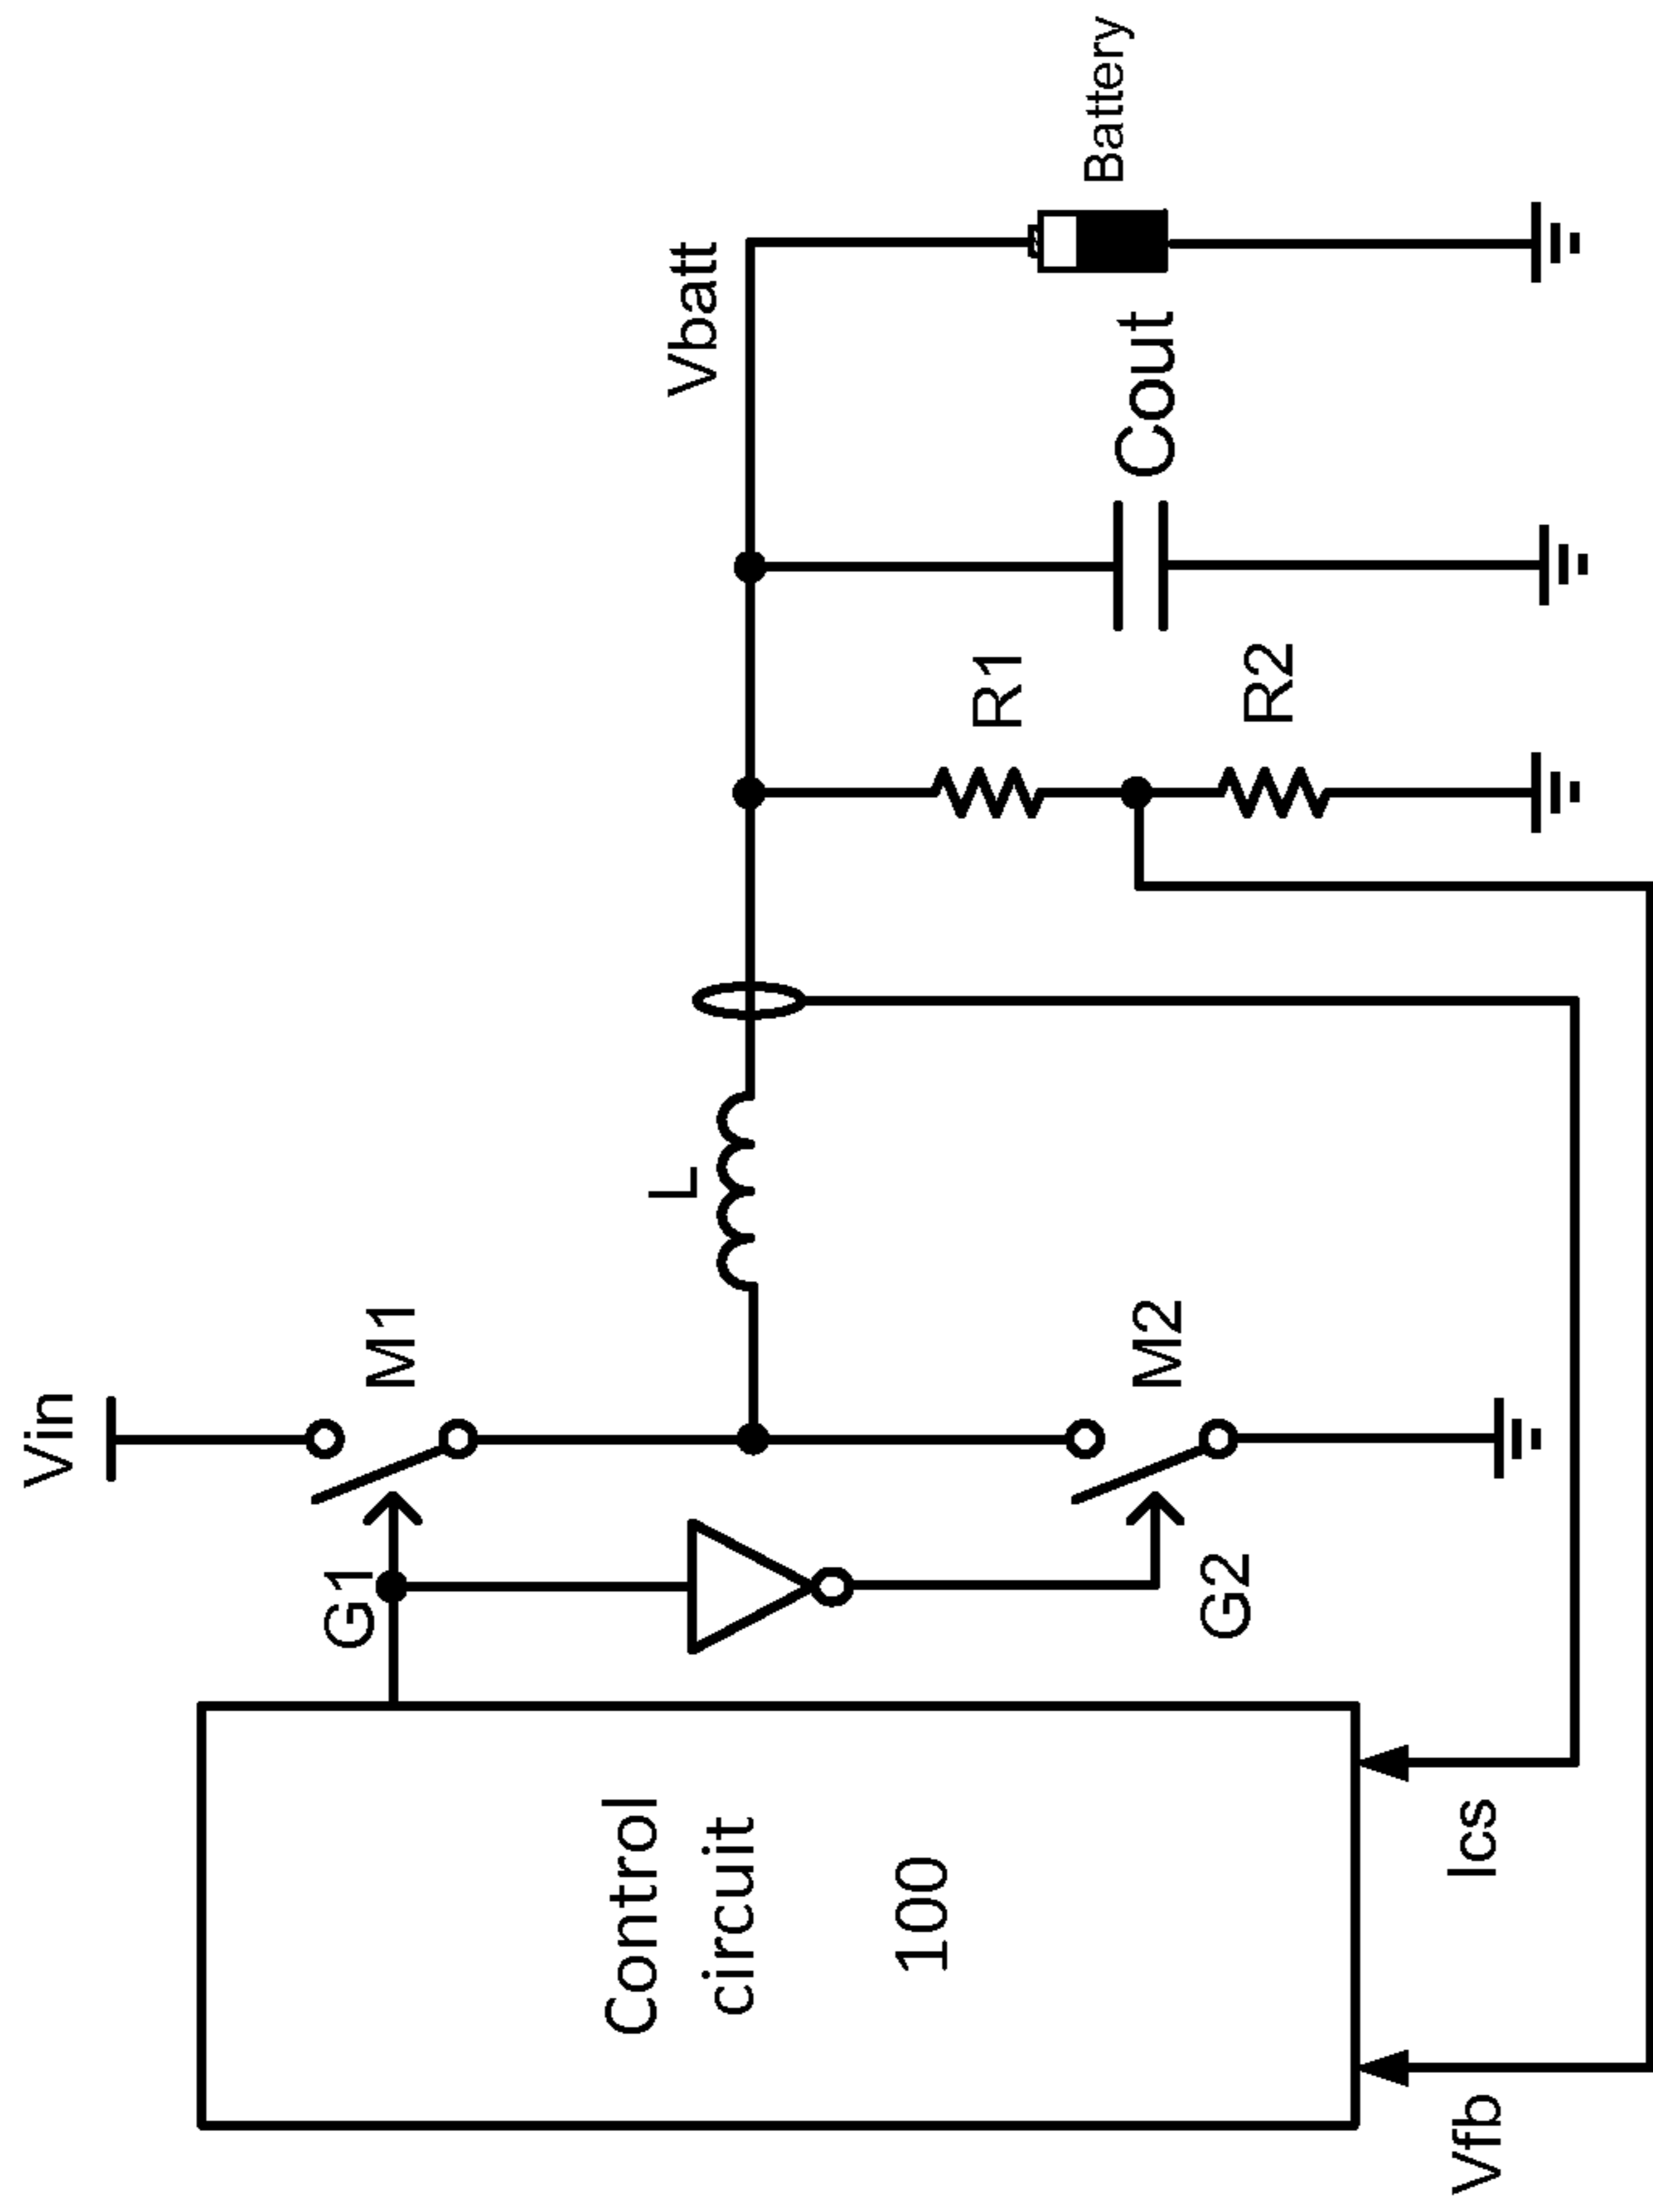 Vin
M1
G1
L
Vbatt
Control
circuit
100
R1
Cout
Battery
M2
G2
R2
Ics
Vfb